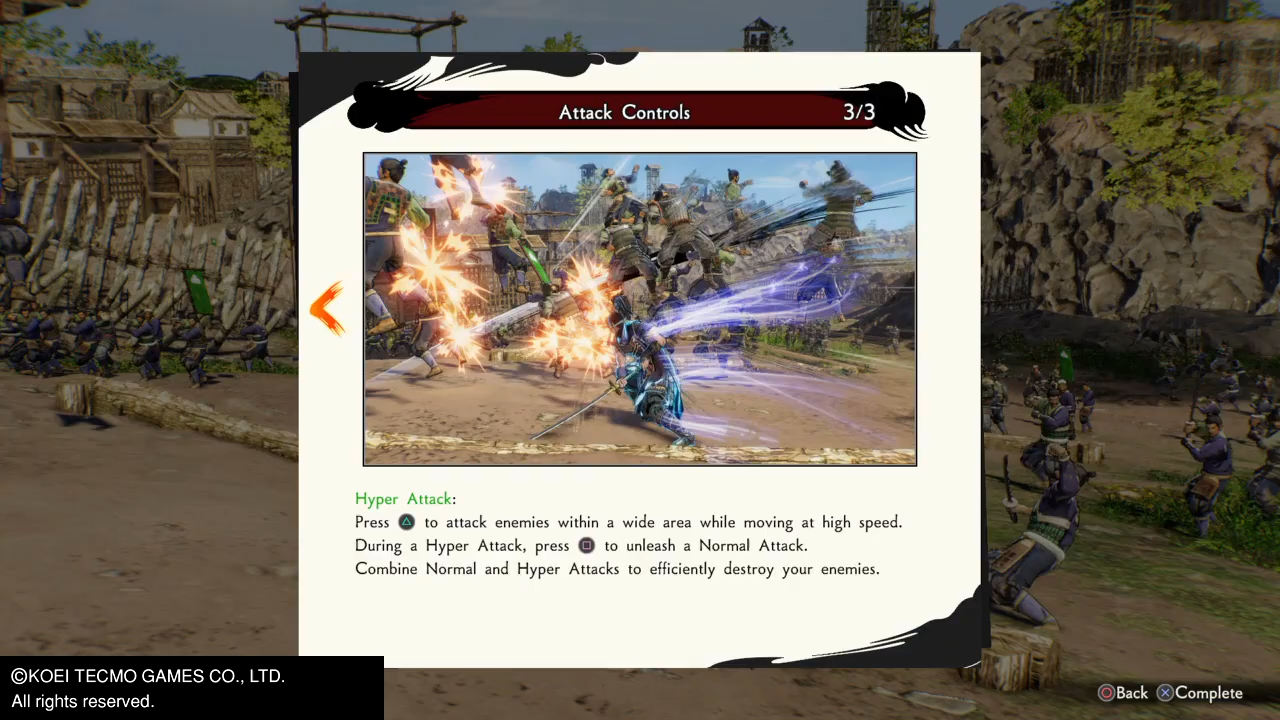 Attack Controls 3/3
Hyper Attack:
Press △ to attack enemies within a wide area while moving at high speed.
During a Hyper Attack, press □ to unleash a Normal Attack.
Combine Normal and Hyper Attacks to efficiently destroy your enemies.
©KOEI TECMO GAMES CO., LTD.
All rights reserved.
Back Complete